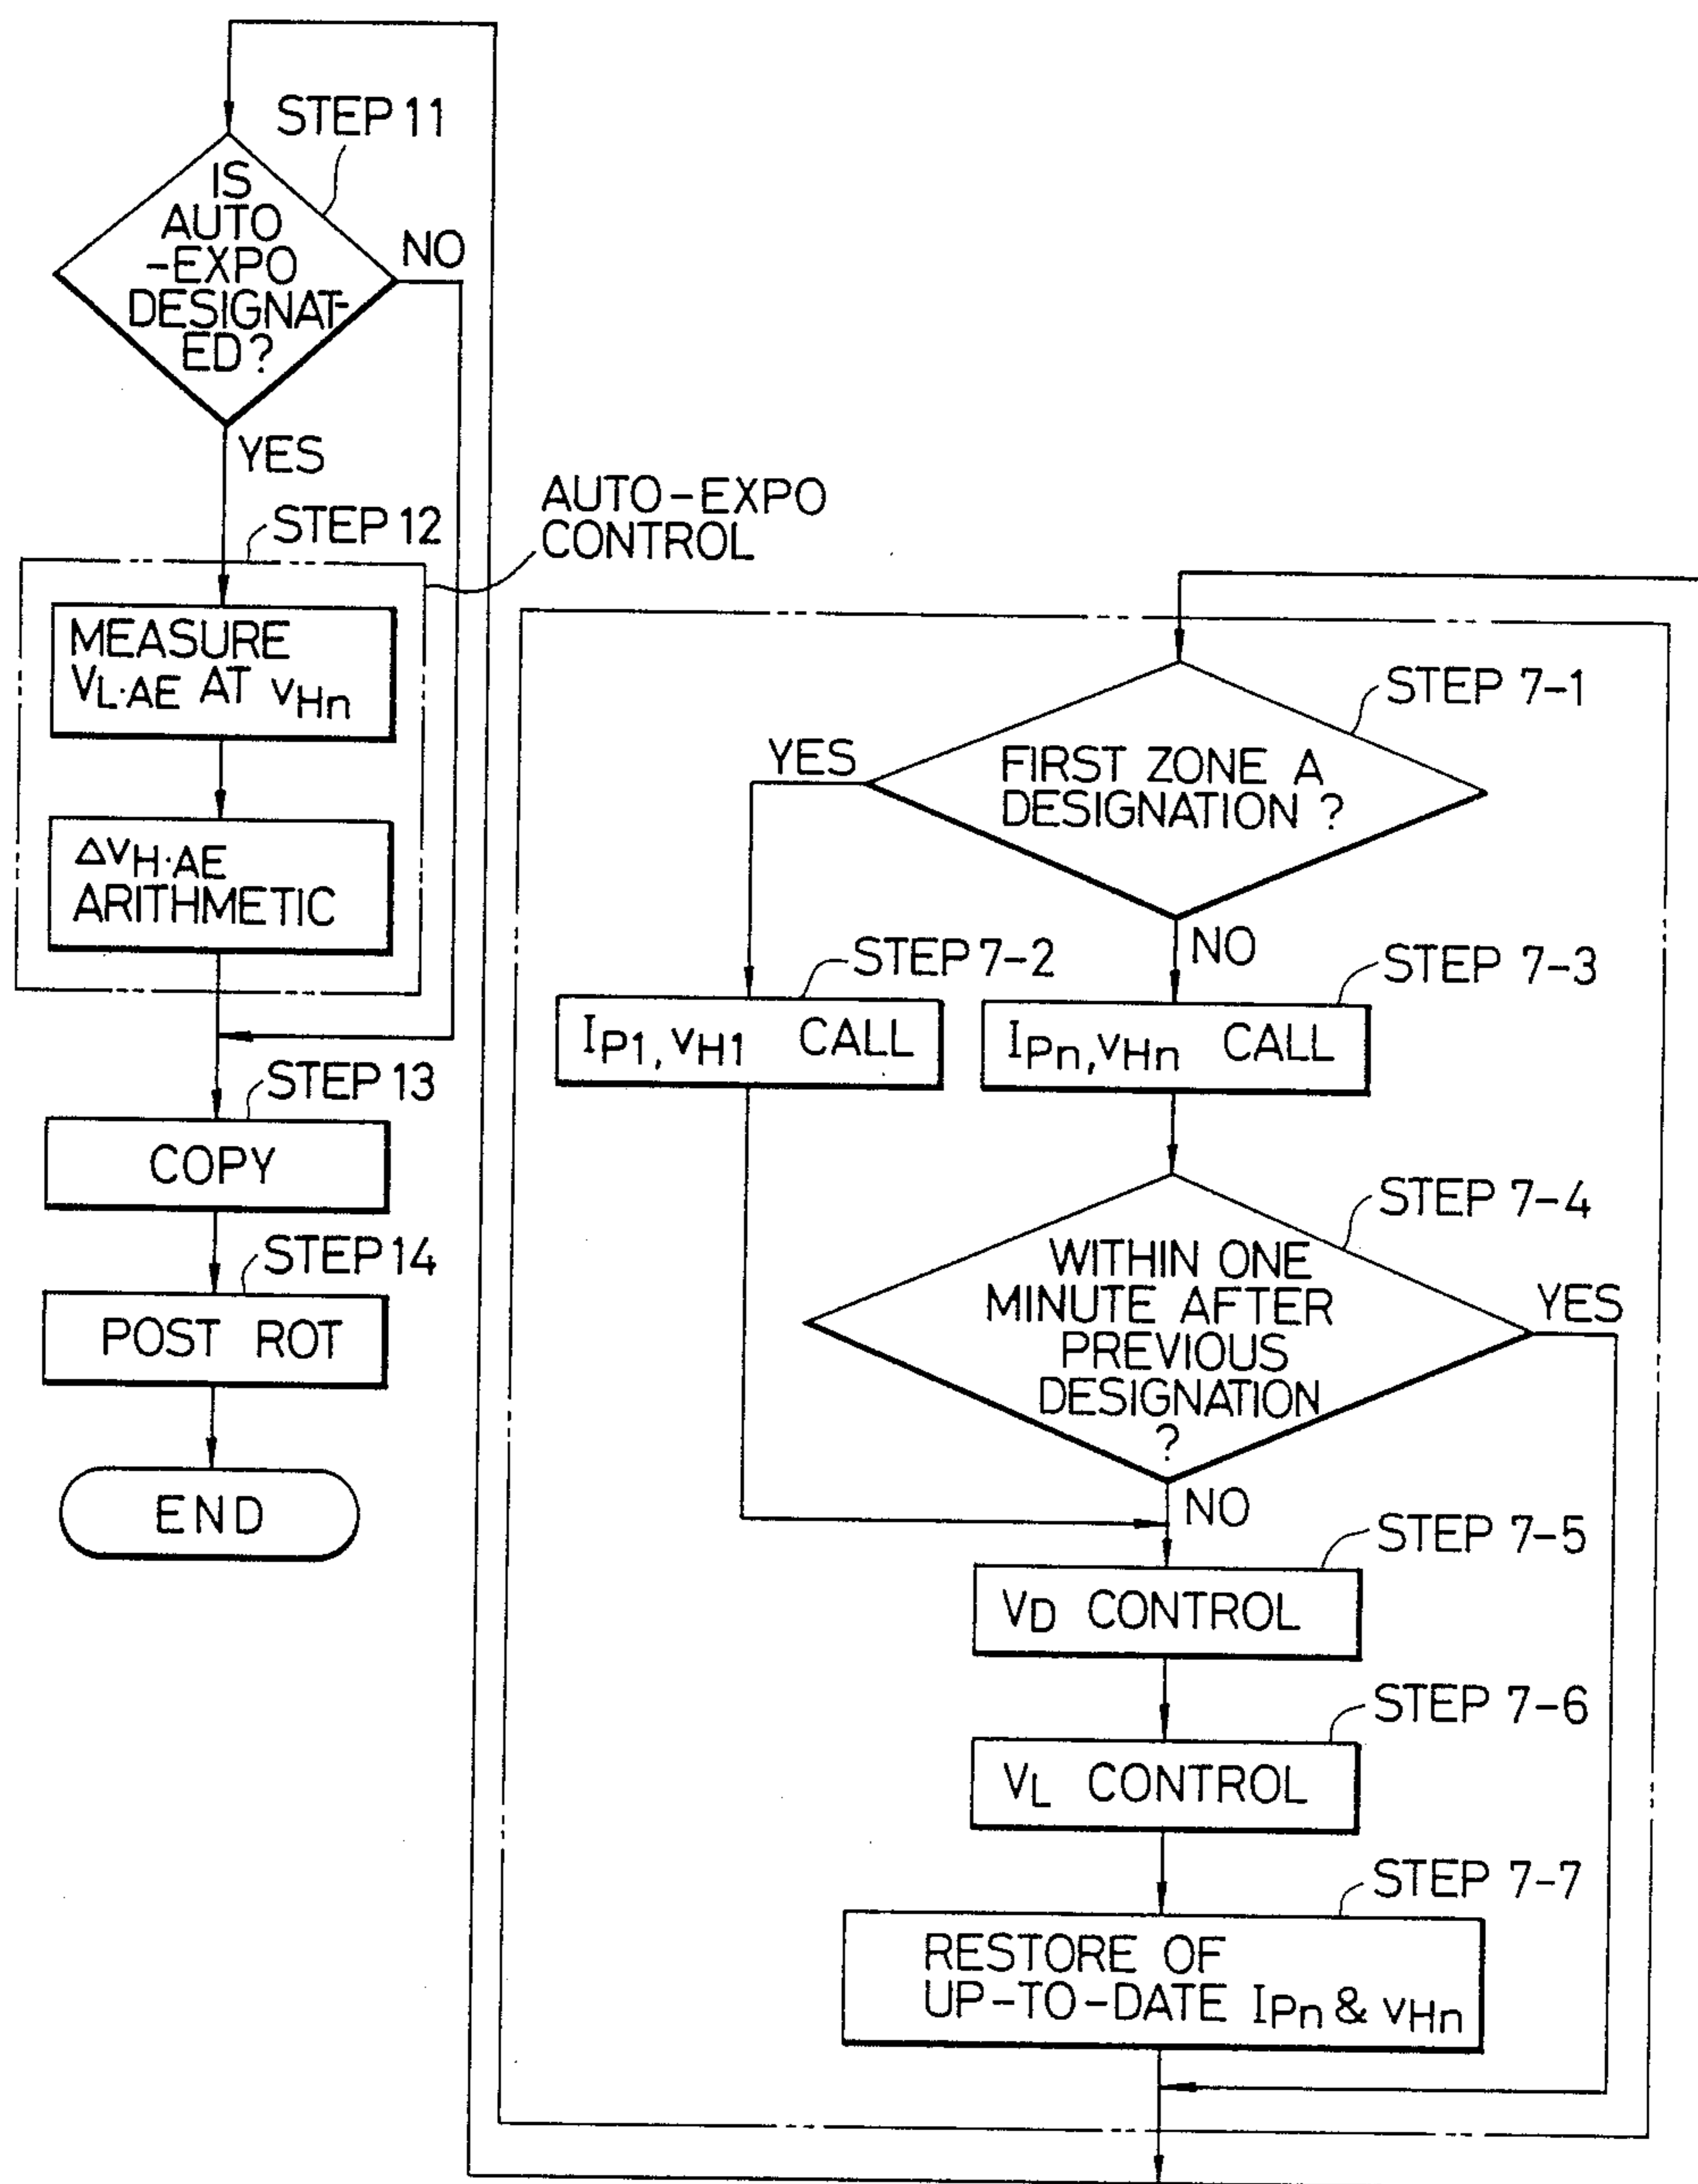 STEP 11
IS
AUTO
-EXPO
DESIGNAT-
ED?
NO
YES
STEP 12
AUTO-EXPO
CONTROL
MEASURE
VL·AE AT vHn
ΔvH·AE
ARITHMETIC
STEP 13
COPY
STEP 14
POST ROT
END
STEP 7-1
FIRST ZONE A
DESIGNATION ?
YES
NO
STEP 7-2
IP1, vH1 CALL
STEP 7-3
IPn, vHn CALL
STEP 7-4
WITHIN ONE
MINUTE AFTER
PREVIOUS
DESIGNATION
?
YES
NO
STEP 7-5
VD CONTROL
STEP 7-6
VL CONTROL
STEP 7-7
RESTORE OF
UP-TO-DATE IPn & vHn